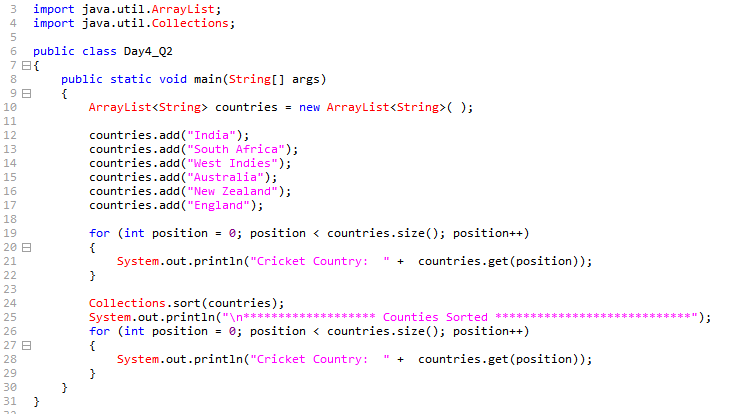 3 import java.util.ArrayList;
4 import java.util.Collections;
5
6 public class Day4_Q2
7 {
8     public static void main(String[] args)
9     {
10         ArrayList<String> countries = new ArrayList<String>( );
11
12         countries.add("India");
13         countries.add("South Africa");
14         countries.add("West Indies");
15         countries.add("Australia");
16         countries.add("New Zealand");
17         countries.add("England");
18
19         for (int position = 0; position < countries.size(); position++)
20         {
21             System.out.println("Cricket Country:  " +  countries.get(position));
22         }
23
24         Collections.sort(countries);
25         System.out.println("\n******************* Counties Sorted ****************************");
26         for (int position = 0; position < countries.size(); position++)
27         {
28             System.out.println("Cricket Country:  " +  countries.get(position));
29         }
30     }
31 }